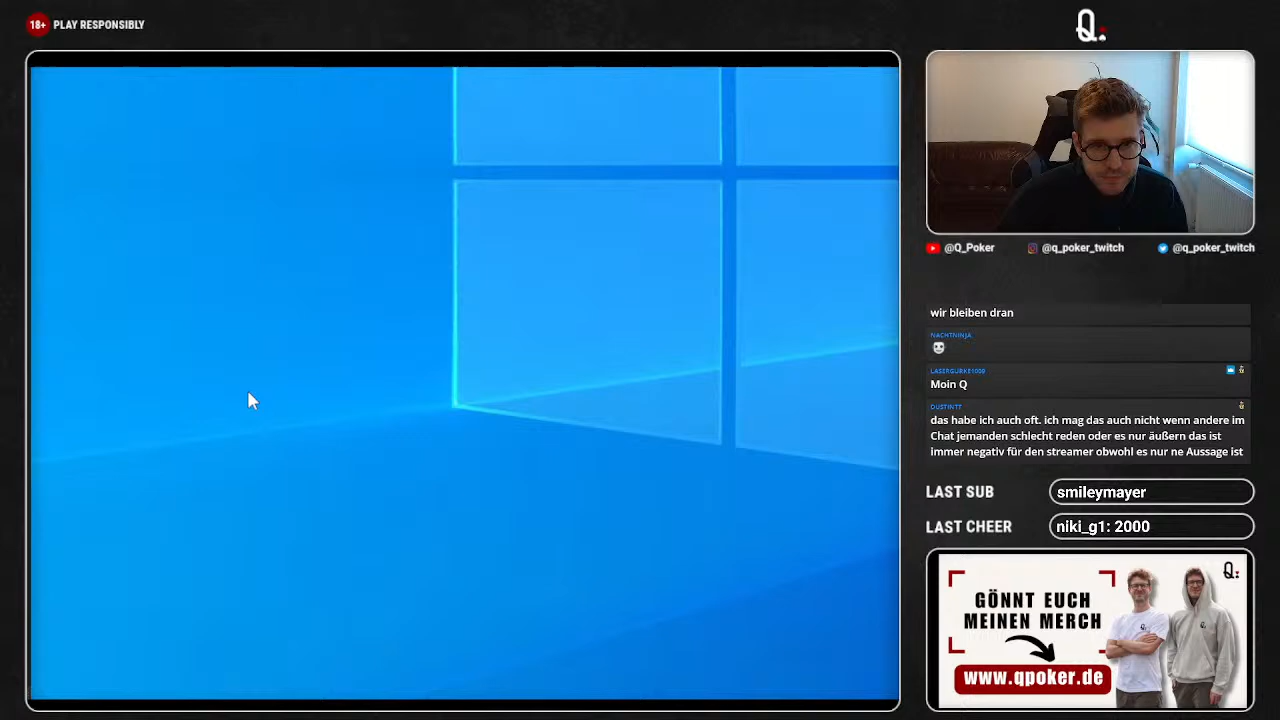 18+ PLAY RESPONSIBLY
Q.
@Q_Poker @q_poker_twitch @q_poker_twitch
wir bleiben dran
NACHTNINJA
LASERGURKE1000
Moin Q
DUSTINTT
das habe ich auch oft. ich mag das auch nicht wenn andere im
Chat jemanden schlecht reden oder es nur äußern das ist
immer negativ für den streamer obwohl es nur ne Aussage ist
LAST SUB smileymayer
LAST CHEER niki_g1: 2000
Q.
GÖNNT EUCH
MEINEN MERCH
www.qpoker.de